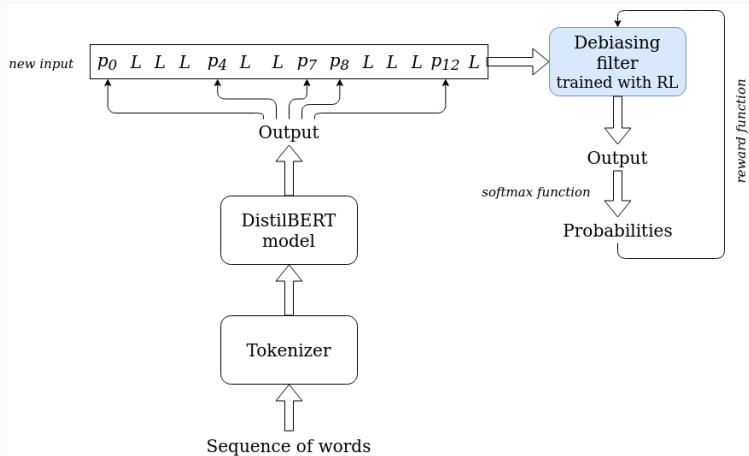 new input
p0 L L L p4 L L p7 p8 L L L p12 L
Debiasing
filter
trained with RL
reward function
Output
Output
softmax function
DistilBERT
model
Probabilities
Tokenizer
Sequence of words